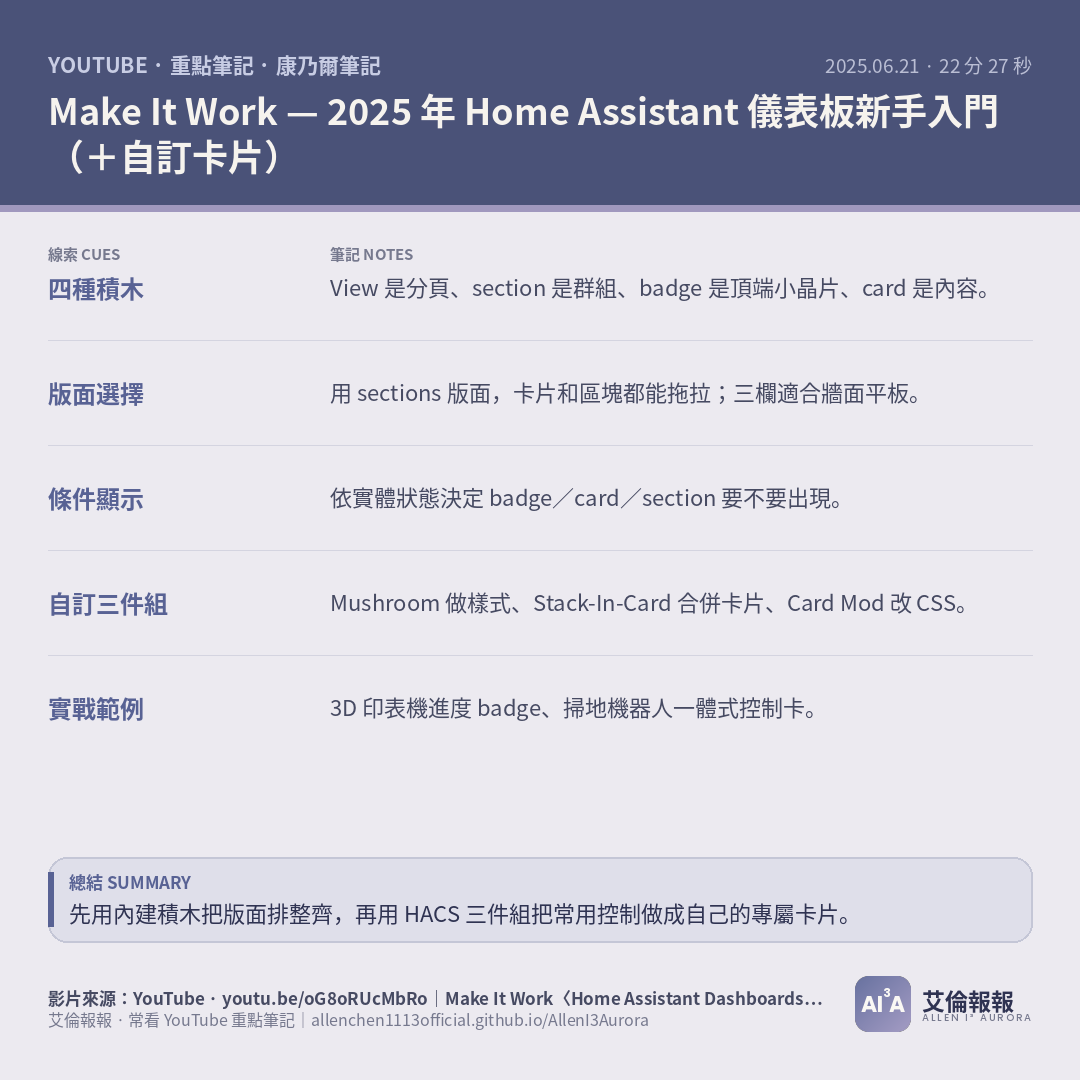 YOUTUBE · 重點筆記 · 康乃爾筆記
2025.06.21 · 22 分 27 秒
Make It Work — 2025 年 Home Assistant 儀表板新手入門
（＋自訂卡片）
線索 CUES
筆記 NOTES
四種積木
View 是分頁、section 是群組、badge 是頂端小晶片、card 是內容。
版面選擇
用 sections 版面，卡片和區塊都能拖拉；三欄適合牆面平板。
條件顯示
依實體狀態決定 badge／card／section 要不要出現。
自訂三件組
Mushroom 做樣式、Stack-In-Card 合併卡片、Card Mod 改 CSS。
實戰範例
3D 印表機進度 badge、掃地機器人一體式控制卡。
總結 SUMMARY
先用內建積木把版面排整齊，再用 HACS 三件組把常用控制做成自己的專屬卡片。
影片來源：YouTube · youtu.be/oG8oRUcMbRo｜Make It Work〈Home Assistant Dashboards…
艾倫報報 · 常看 YouTube 重點筆記｜allenchen1113official.github.io/AllenI3Aurora
AI³A
艾倫報報
ALLEN I³ AURORA